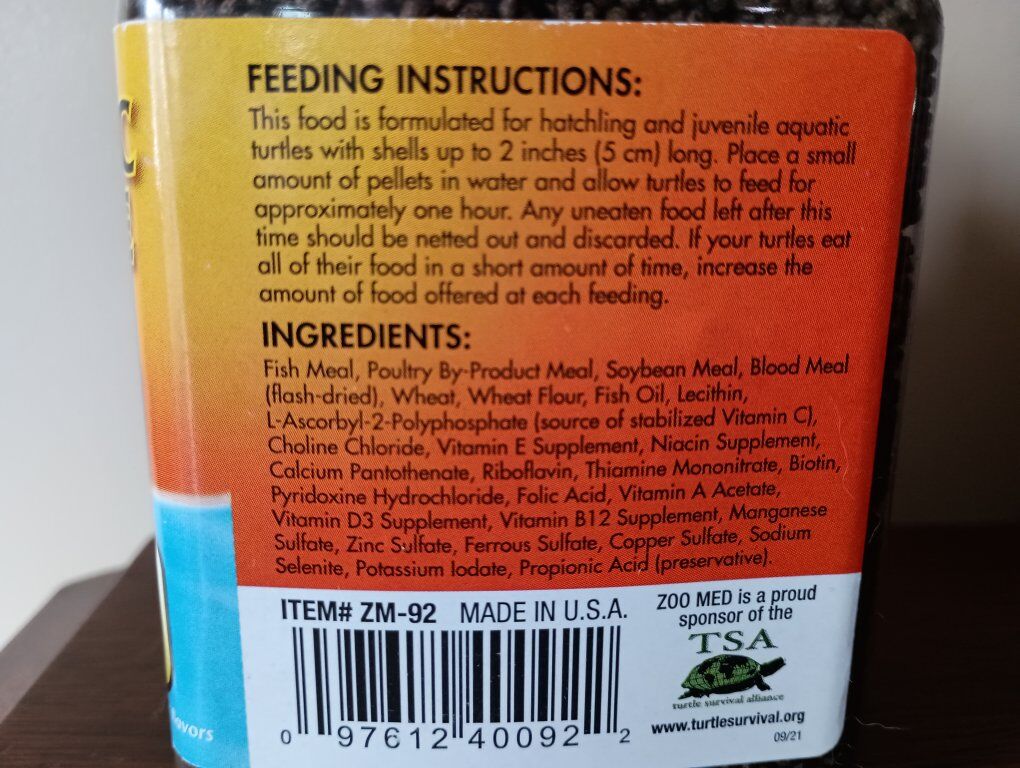 FEEDING INSTRUCTIONS:
This food is formulated for hatchling and juvenile aquatic
turtles with shells up to 2 inches (5 cm) long. Place a small
amount of pellets in water and allow turtles to feed for
approximately one hour. Any uneaten food left after this
time should be netted out and discarded. If your turtles eat
all of their food in a short amount of time, increase the
amount of food offered at each feeding.
INGREDIENTS:
Fish Meal, Poultry By-Product Meal, Soybean Meal, Blood Meal
(flash-dried), Wheat, Wheat Flour, Fish Oil, Lecithin,
L-Ascorbyl-2-Polyphosphate (source of stabilized Vitamin C),
Choline Chloride, Vitamin E Supplement, Niacin Supplement,
Calcium Pantothenate, Riboflavin, Thiamine Mononitrate, Biotin,
Pyridoxine Hydrochloride, Folic Acid, Vitamin A Acetate,
Vitamin D3 Supplement, Vitamin B12 Supplement, Manganese
Sulfate, Zinc Sulfate, Ferrous Sulfate, Copper Sulfate, Sodium
Selenite, Potassium Iodate, Propionic Acid (preservative).
ITEM# ZM-92 MADE IN U.S.A.
0 97612 40092 2
ZOO MED is a proud
sponsor of the
TSA
turtle survival alliance
www.turtlesurvival.org
09/21